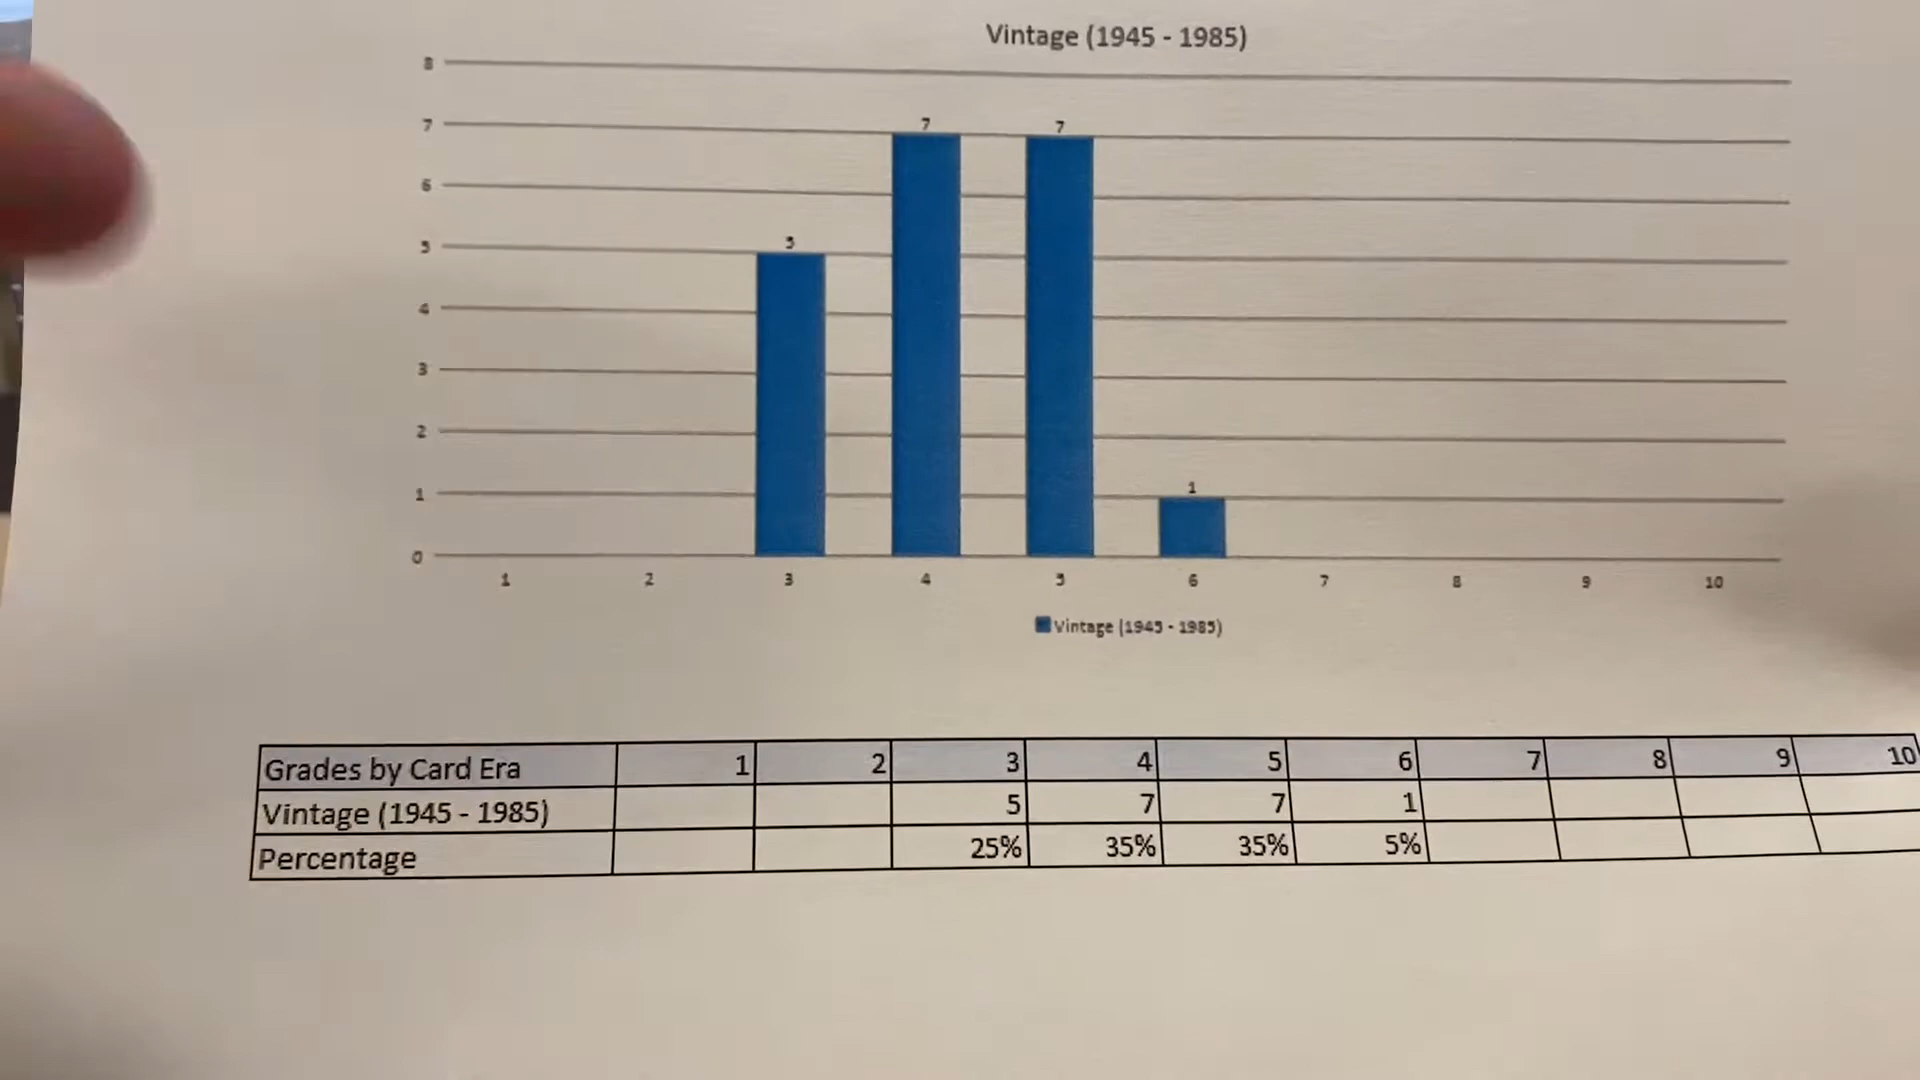 Vintage (1945 - 1985)
8
7
6
5
4
3
2
1
0
5
7
7
1
1 2 3 4 5 6 7 8 9 10
Vintage (1945 - 1985)
Grades by Card Era 1 2 3 4 5 6 7 8 9 10
Vintage (1945 - 1985) 5 7 7 1
Percentage 25% 35% 35% 5%